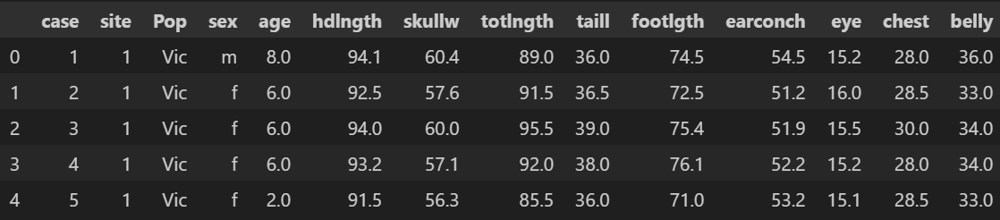 case site Pop sex age hdlngth skullw totlngth taill footlgth earconch eye chest belly
0 1 1 Vic m 8.0 94.1 60.4 89.0 36.0 74.5 54.5 15.2 28.0 36.0
1 2 1 Vic f 6.0 92.5 57.6 91.5 36.5 72.5 51.2 16.0 28.5 33.0
2 3 1 Vic f 6.0 94.0 60.0 95.5 39.0 75.4 51.9 15.5 30.0 34.0
3 4 1 Vic f 6.0 93.2 57.1 92.0 38.0 76.1 52.2 15.2 28.0 34.0
4 5 1 Vic f 2.0 91.5 56.3 85.5 36.0 71.0 53.2 15.1 28.5 33.0